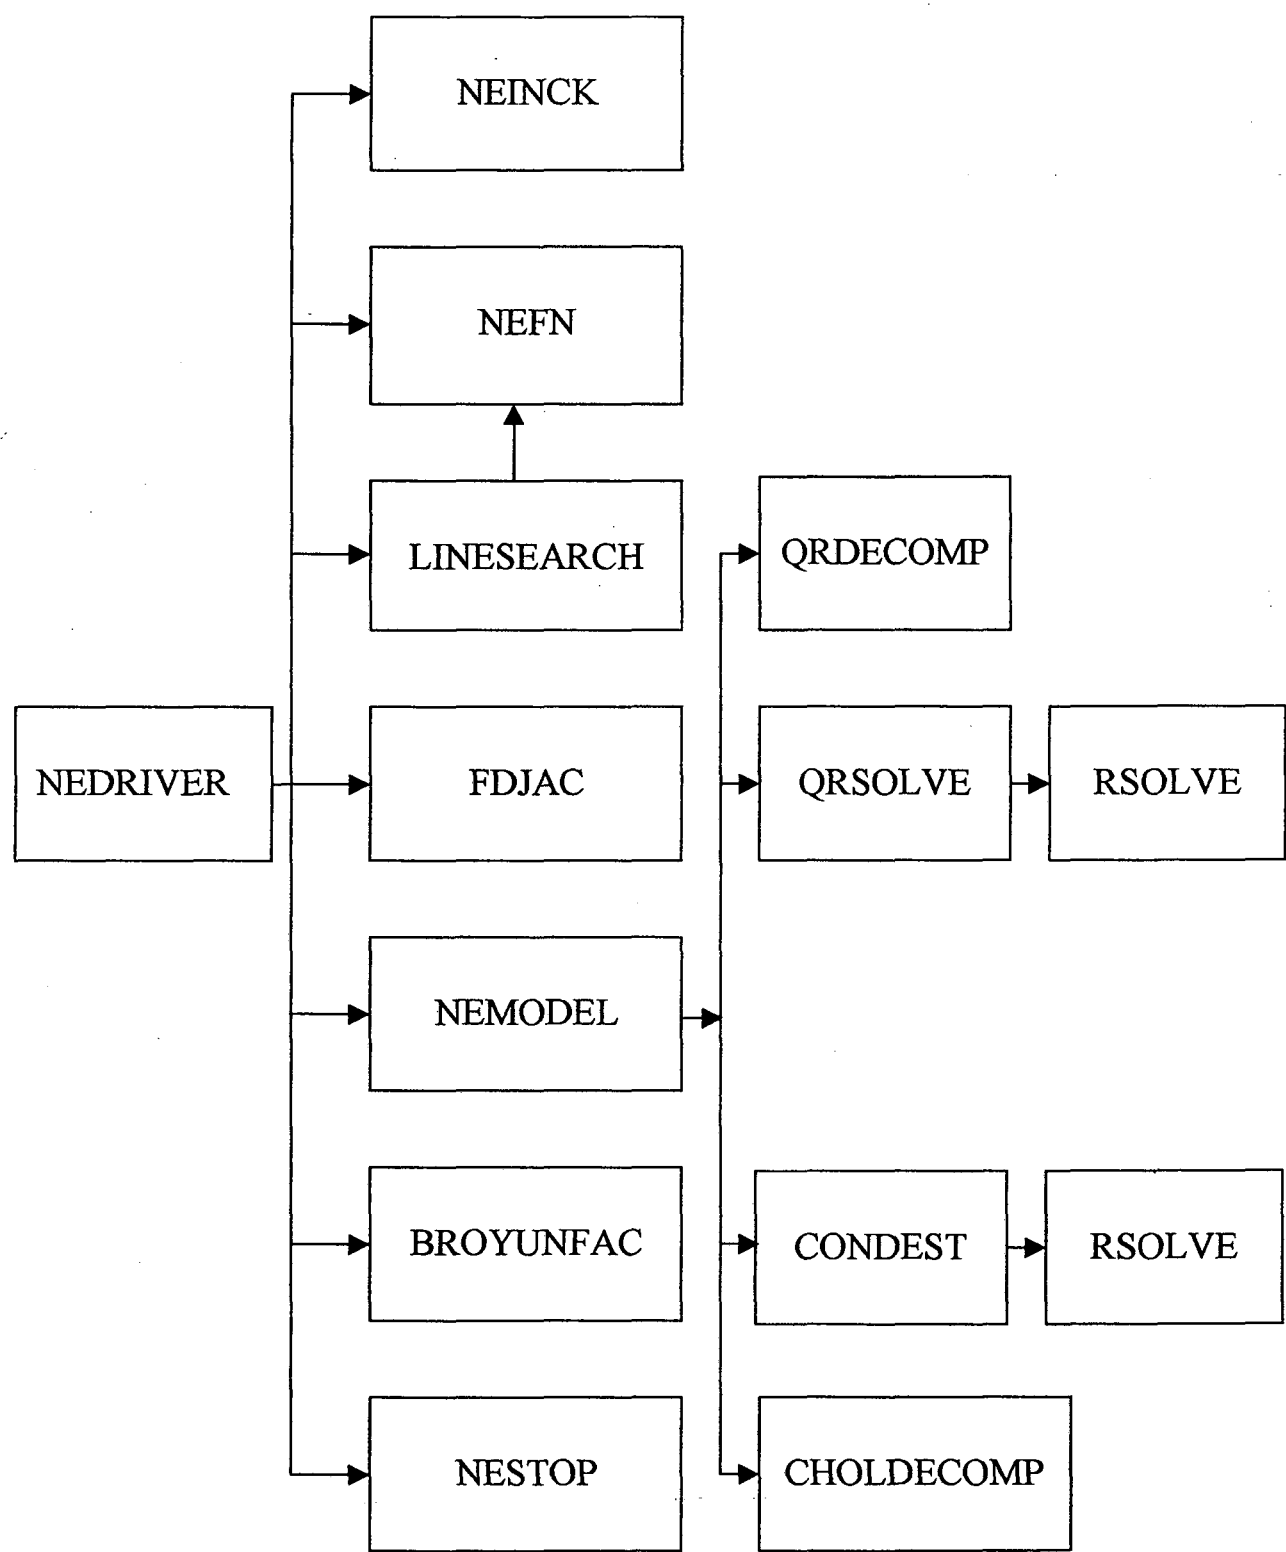 NEINCK
NEFN
LINESEARCH
QRDECOMP
NEDRIVER
FDJAC
QRSOLVE
RSOLVE
NEMODEL
BROYUNFAC
CONDEST
RSOLVE
NESTOP
CHOLDECOMP